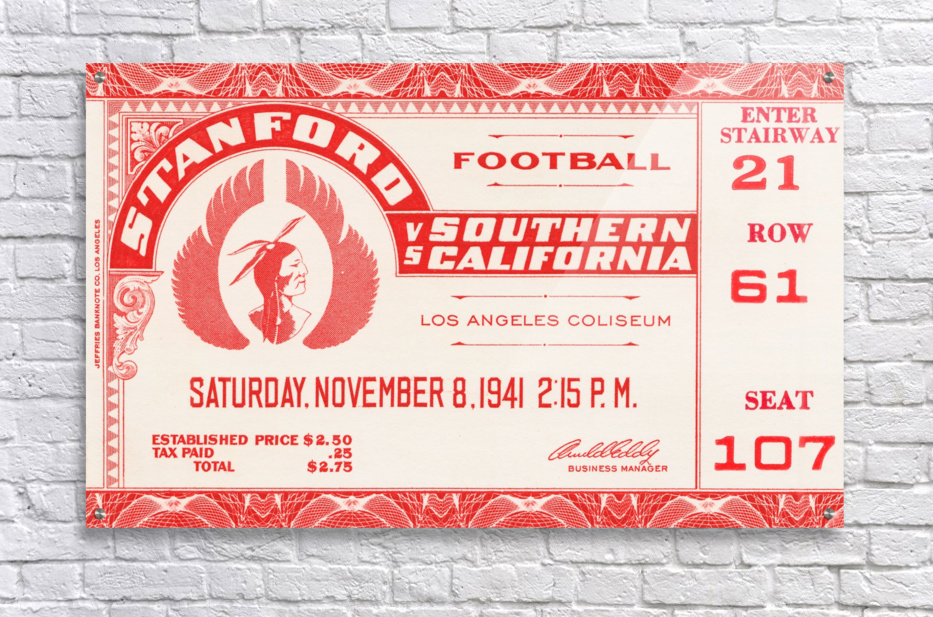 STANFORD
VS SOUTHERN
CALIFORNIA
FOOTBALL
LOS ANGELES COLISEUM
SATURDAY, NOVEMBER 8, 1941 2:15 P. M.
ESTABLISHED PRICE $2.50
TAX PAID .25
TOTAL $2.75
BUSINESS MANAGER
JEFFRIES BANKNOTE CO. LOS ANGELES
ENTER
STAIRWAY
21
ROW
61
SEAT
107